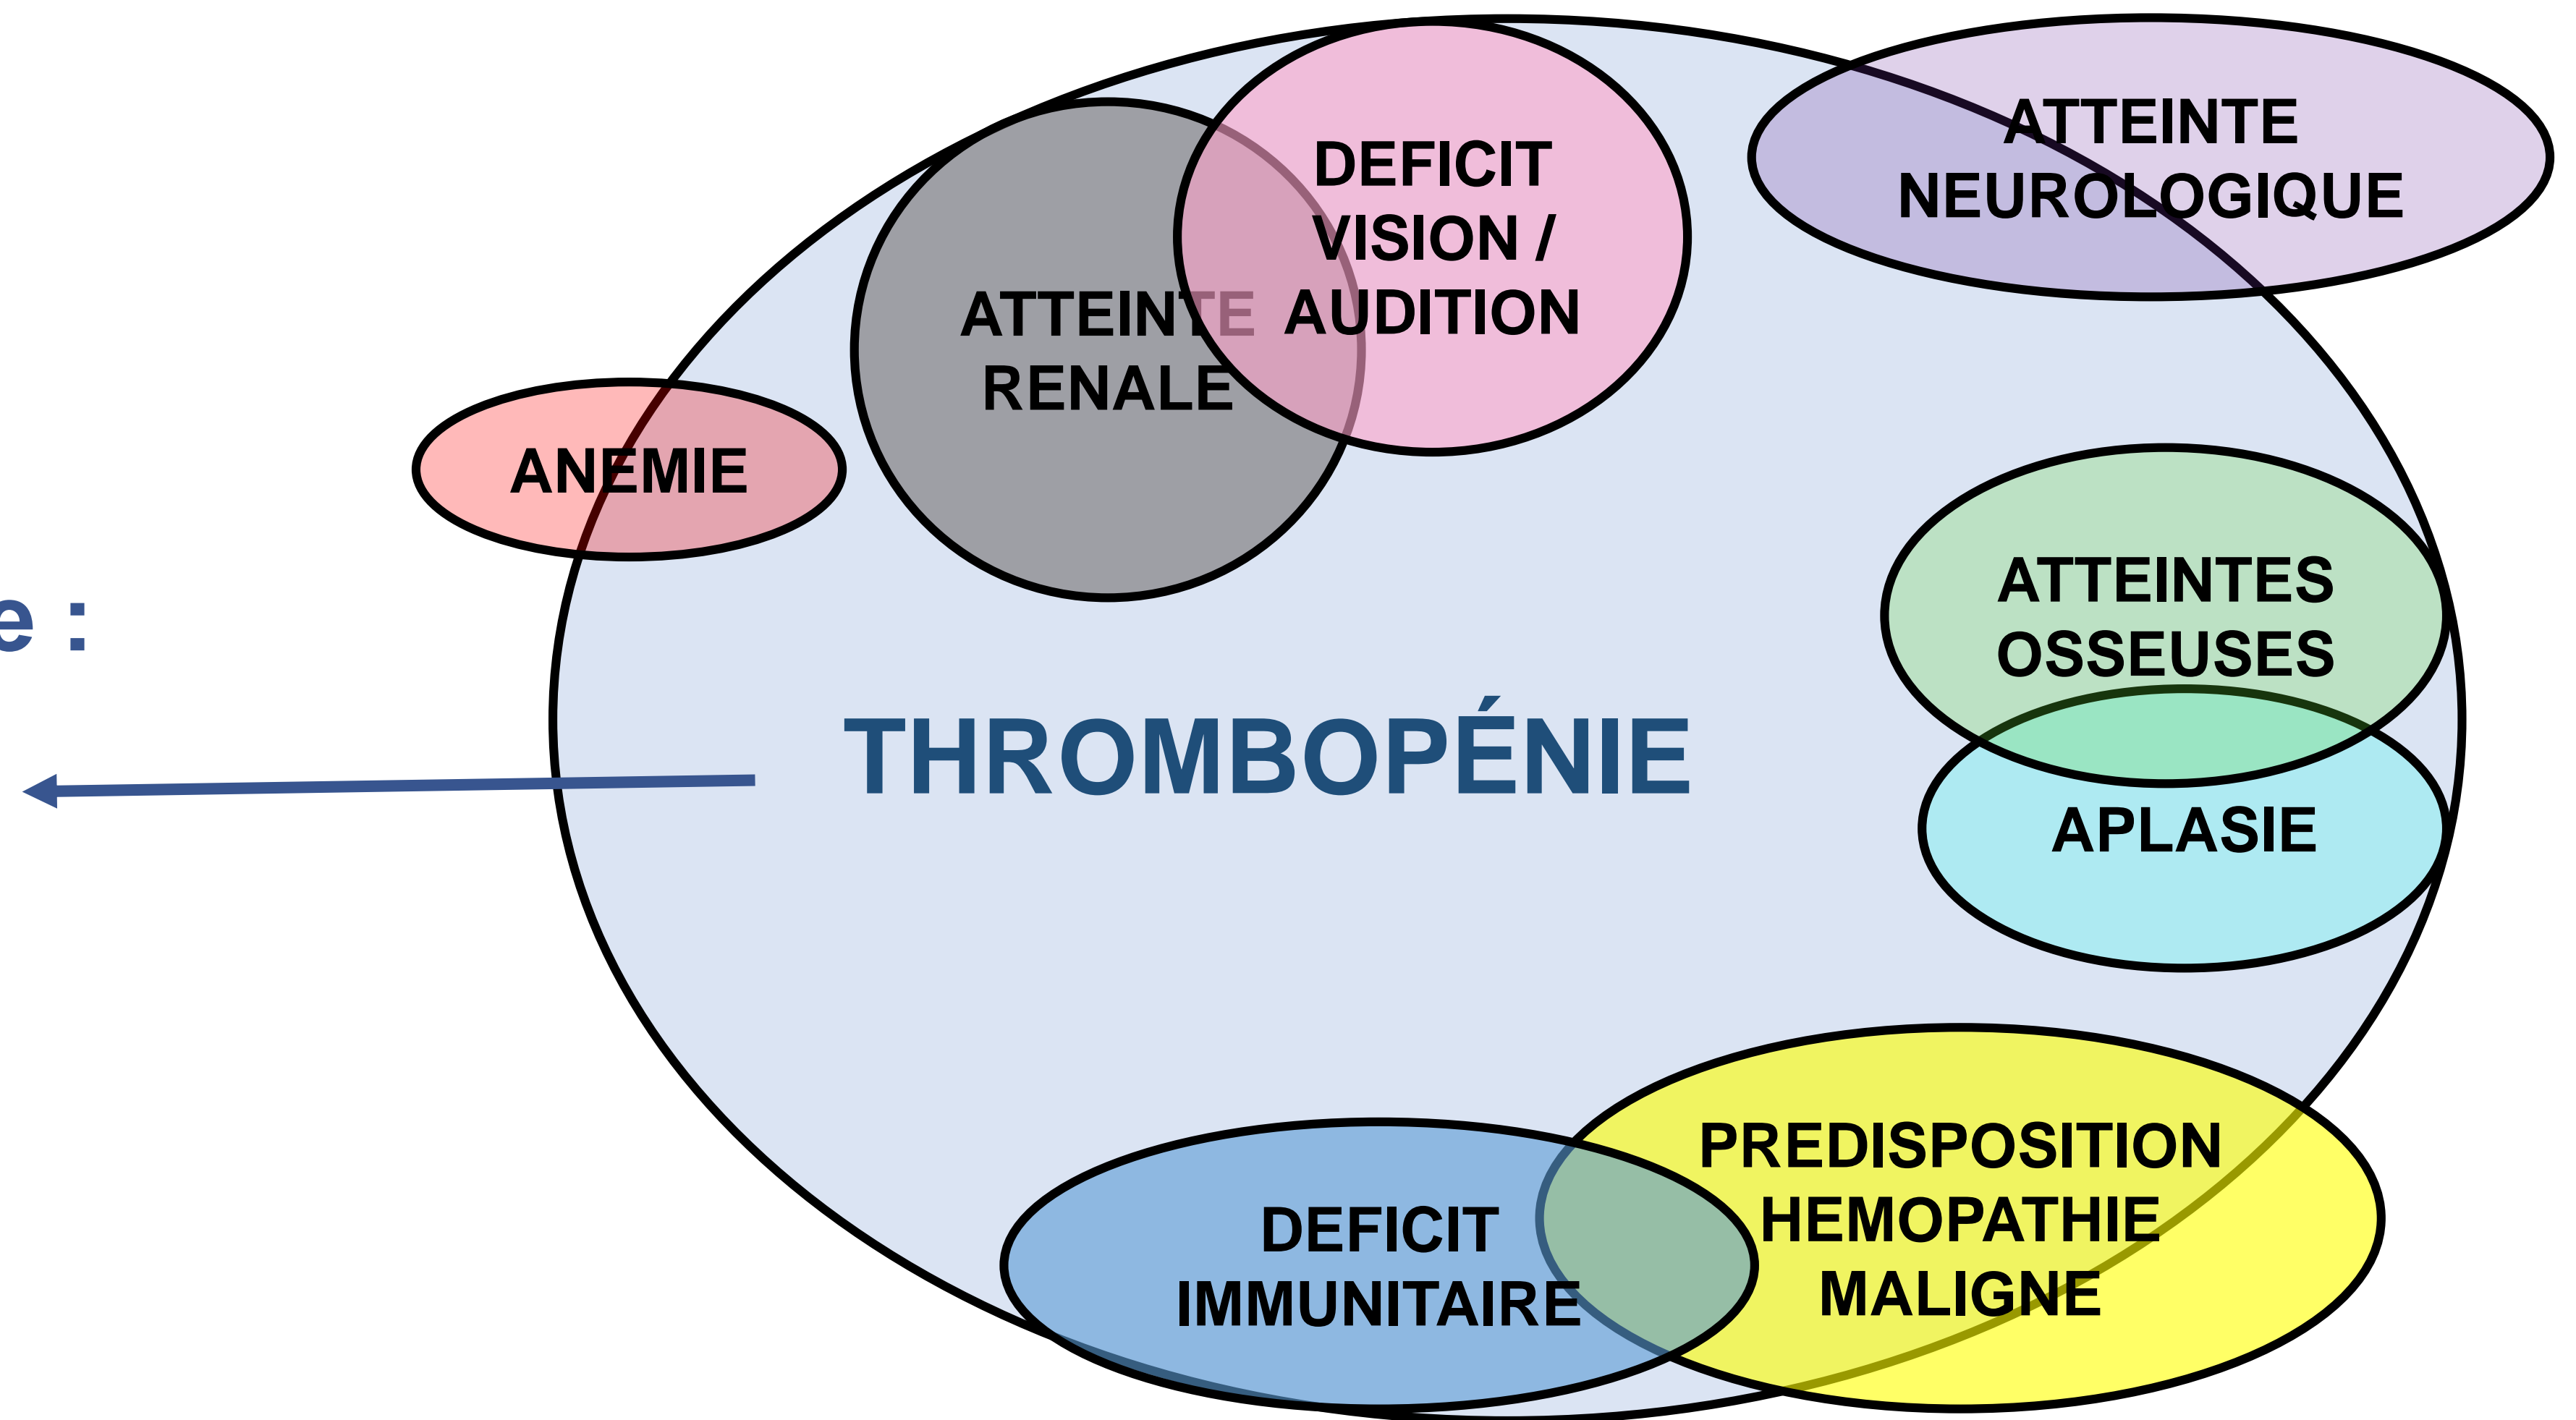 ATTEINTE
NEUROLOGIQUE
DEFICIT
VISION /
AUDITION
ATTEINTE
RENALE
ANEMIE
e :
ATTEINTES
OSSEUSES
THROMBOPÉNIE
APLASIE
PREDISPOSITION
HEMOPATHIE
MALIGNE
DEFICIT
IMMUNITAIRE